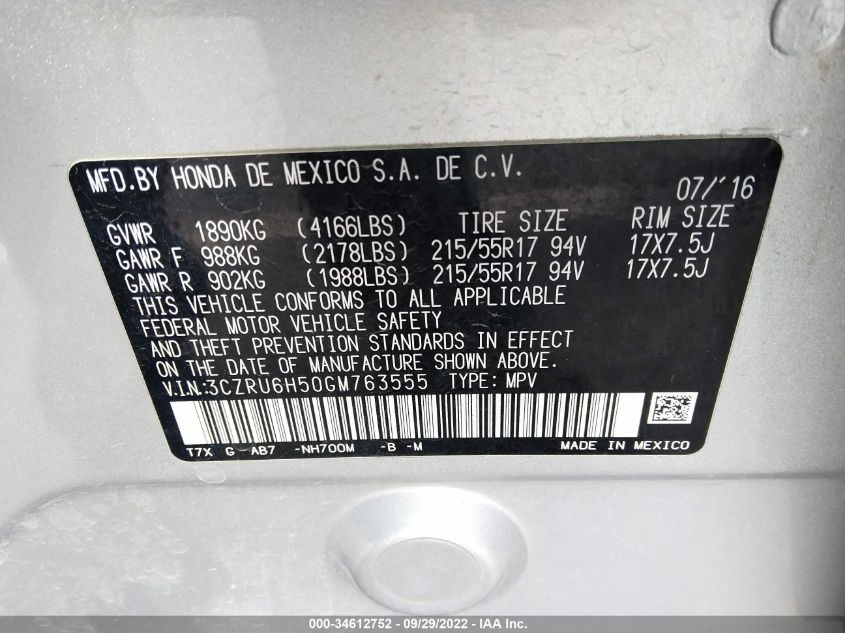 MFD.BY HONDA DE MEXICO S.A. DE C.V.
07/'16
GVWR 1890KG (4166LBS) TIRE SIZE RIM SIZE
GAWR F 988KG (2178LBS) 215/55R17 94V 17X7.5J
GAWR R 902KG (1988LBS) 215/55R17 94V 17X7.5J
THIS VEHICLE CONFORMS TO ALL APPLICABLE
FEDERAL MOTOR VEHICLE SAFETY
AND THEFT PREVENTION STANDARDS IN EFFECT
ON THE DATE OF MANUFACTURE SHOWN ABOVE.
V.I.N.:3CZRU6H50GM763555 TYPE: MPV
T7X G AB7 -NH700M -B -M MADE IN MEXICO
000-34612752 - 09/29/2022 - IAA Inc.